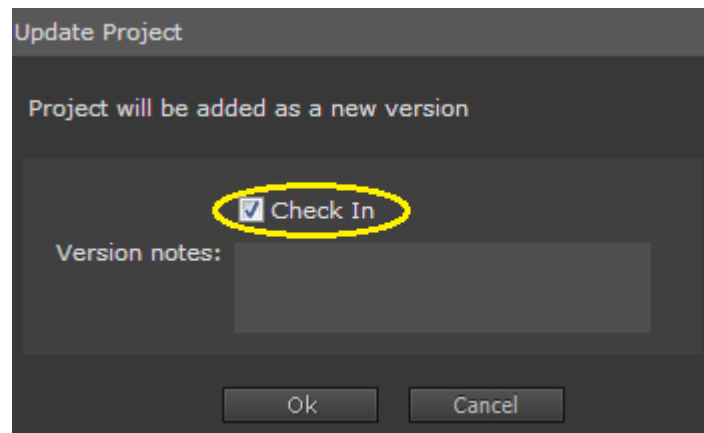 Update Project
Project will be added as a new version
Check In
Version notes:
Ok
Cancel